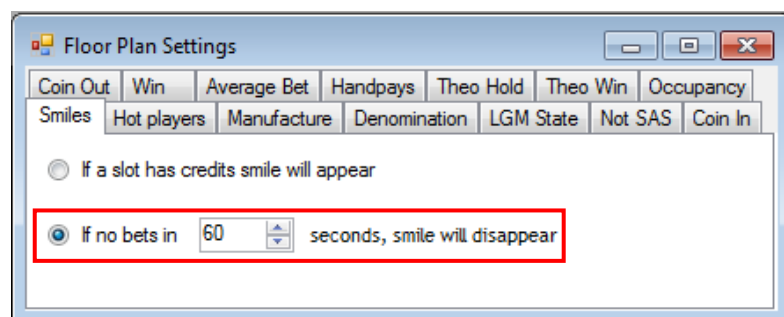 Floor Plan Settings
Coin Out Win Average Bet Handpays Theo Hold Theo Win Occupancy
Smiles Hot players Manufacture Denomination LGM State Not SAS Coin In
If a slot has credits smile will appear
If no bets in 60 seconds, smile will disappear